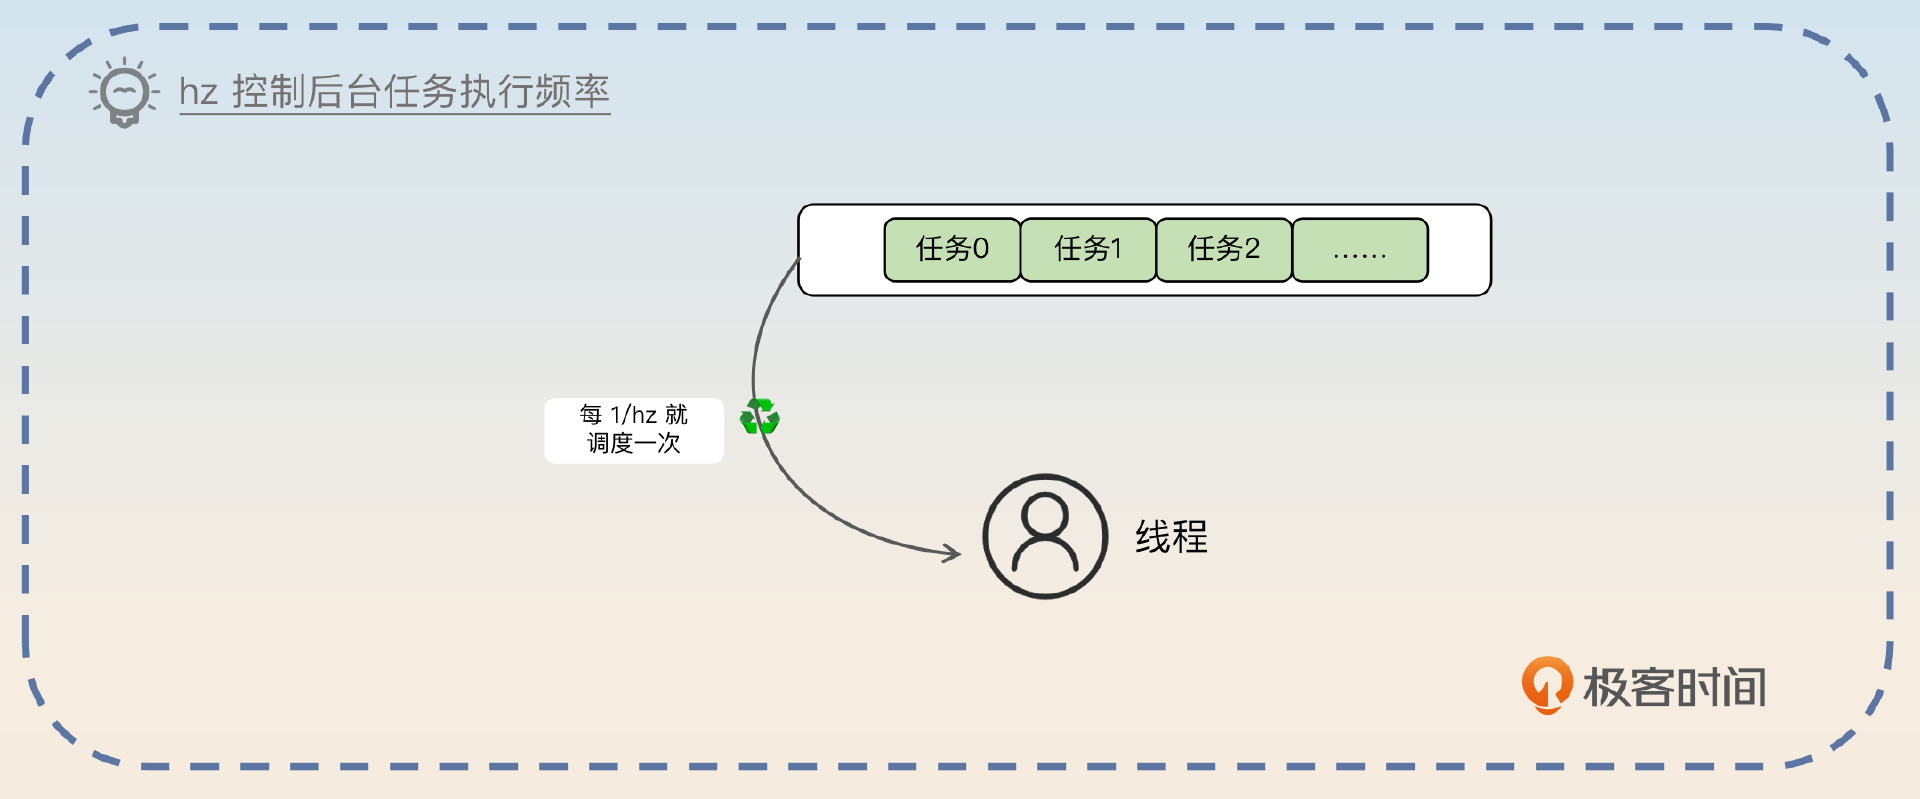 hz 控制后台任务执行频率
任务0
任务1
任务2
......
每 1/hz 就
调度一次
线程
极客时间